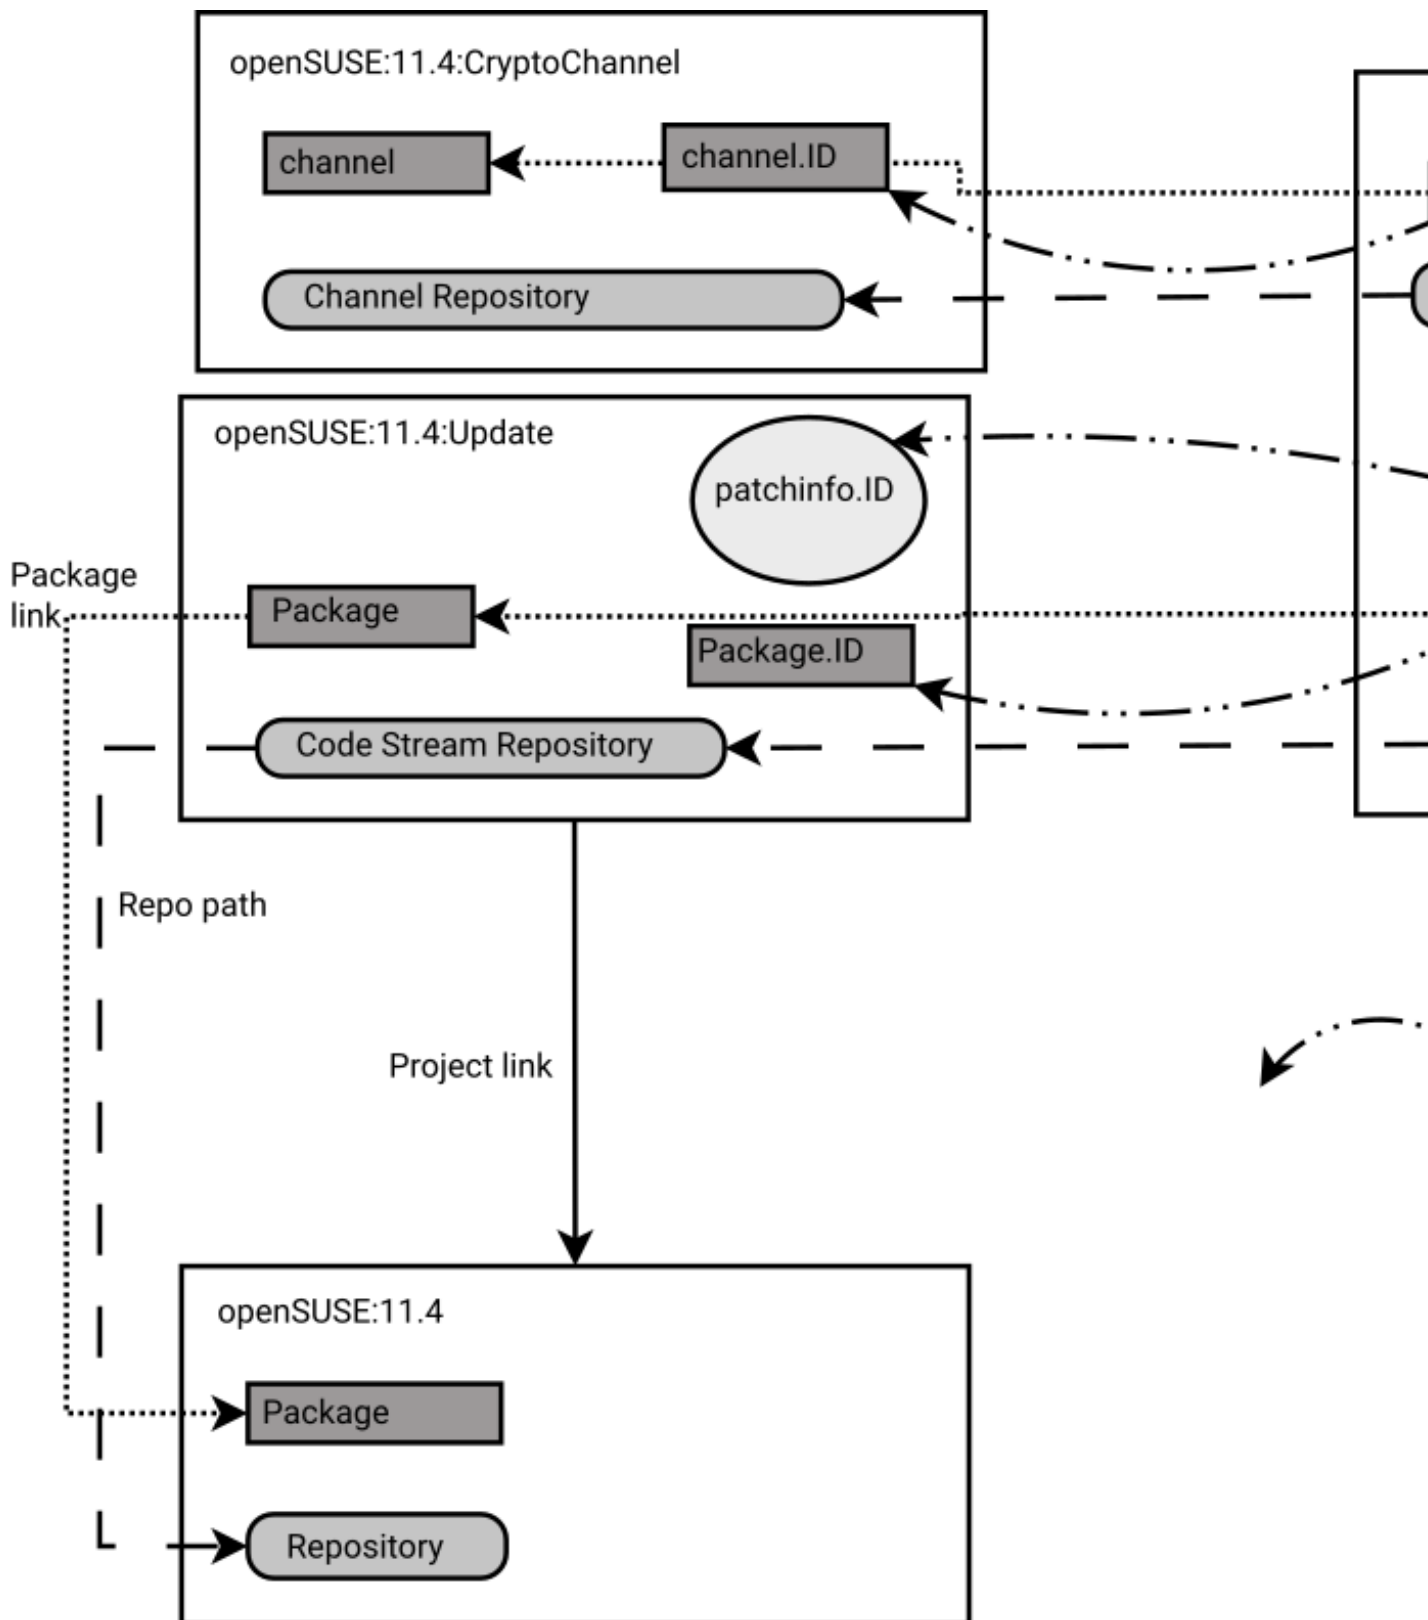 openSUSE:11.4:CryptoChannel
channel
channel.ID
Channel Repository
openSUSE:11.4:Update
patchinfo.ID
Package
link
Package
Package.ID
Code Stream Repository
Repo path
Project link
openSUSE:11.4
Package
Repository